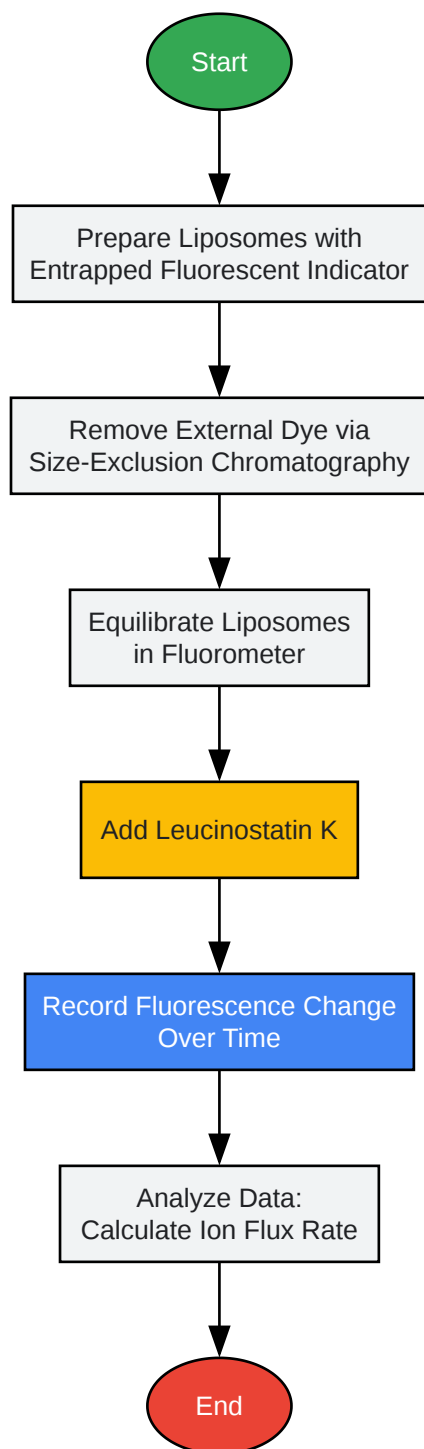 Start
Prepare Liposomes with
Entrapped Fluorescent Indicator
Remove External Dye via
Size-Exclusion Chromatography
Equilibrate Liposomes
in Fluorometer
Add Leucinostatin K
Record Fluorescence Change
Over Time
Analyze Data:
Calculate Ion Flux Rate
End